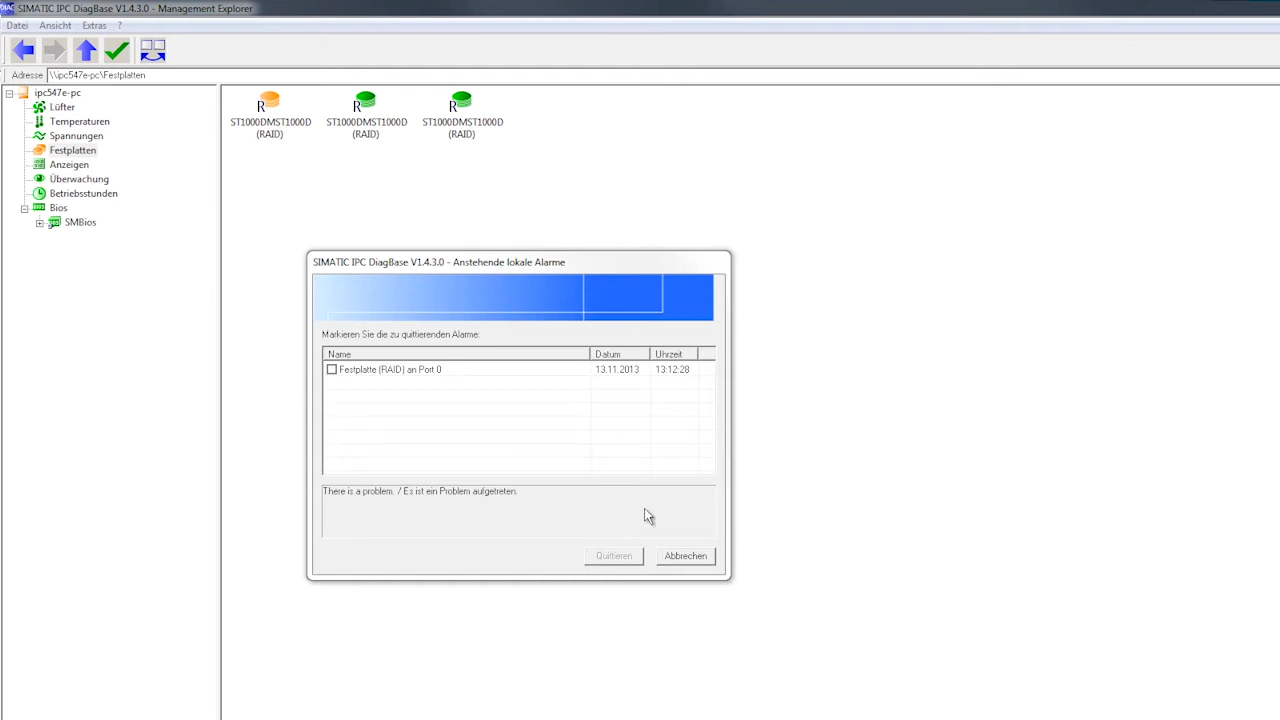 DIAG SIMATIC IPC DiagBase V1.4.3.0 - Management Explorer
Datei Ansicht Extras ?
Adresse \\ipc547e-pc\Festplatten
ipc547e-pc
Lüfter
Temperaturen
Spannungen
Festplatten
Anzeigen
Überwachung
Betriebsstunden
Bios
SMBios
R
ST1000DMST1000D
(RAID)
R
ST1000DMST1000D
(RAID)
R
ST1000DMST1000D
(RAID)
SIMATIC IPC DiagBase V1.4.3.0 - Anstehende lokale Alarme
Markieren Sie die zu quittierenden Alarme:
Name Datum Uhrzeit
Festplatte (RAID) an Port 0 13.11.2013 13:12:28
There is a problem. / Es ist ein Problem aufgetreten.
Quittieren Abbrechen